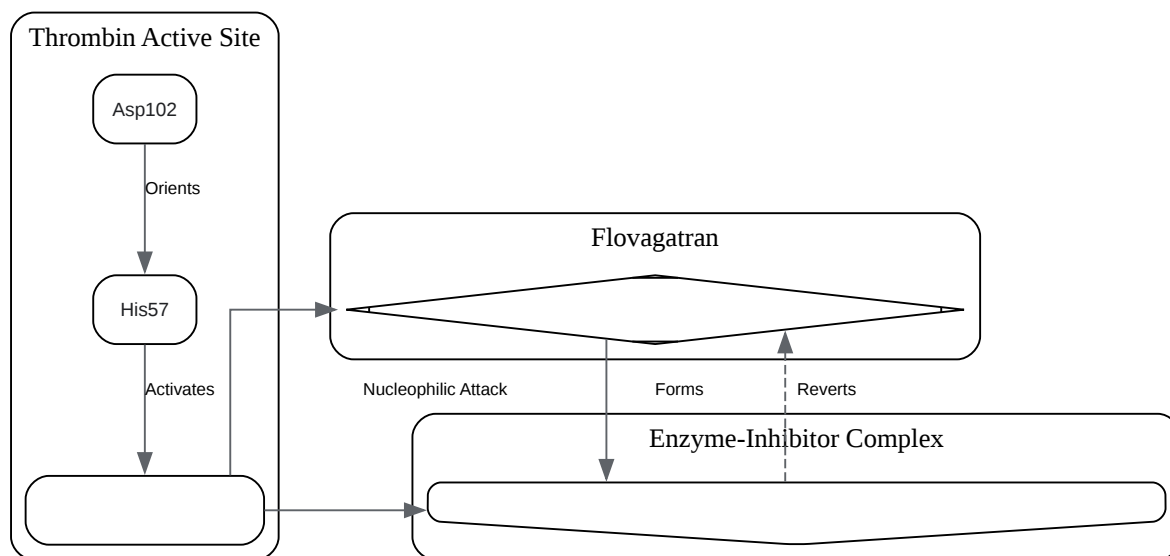 Thrombin Active Site
Asp102
Orients
Flovagatran
His57
Activates
Nucleophilic Attack
Forms
Reverts
Enzyme-Inhibitor Complex